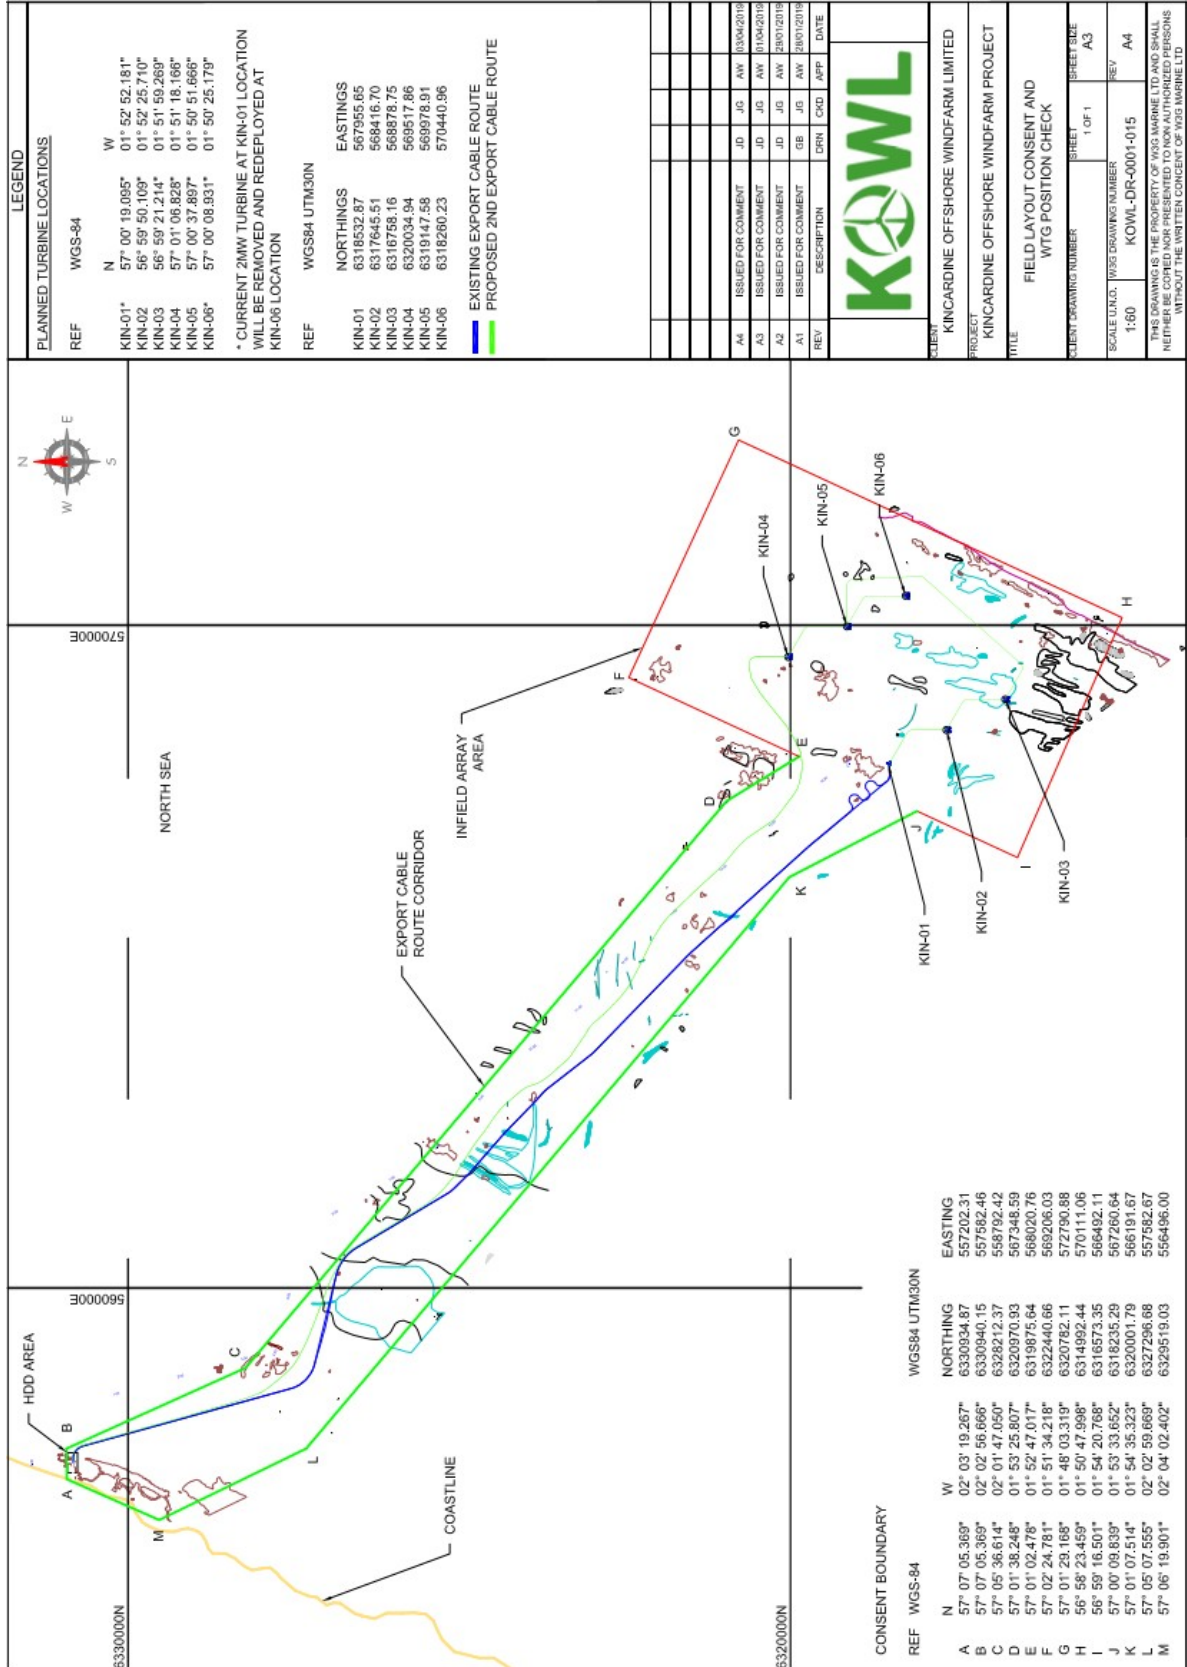 LEGEND
PLANNED TURBINE LOCATIONS
REF WGS-84
N W
KIN-01* 57° 00' 19.095" 01° 52' 52.181"
KIN-02 56° 59' 50.109" 01° 52' 25.710"
KIN-03 56° 59' 21.214" 01° 51' 59.269"
KIN-04 57° 01' 06.828" 01° 51' 18.166"
KIN-05 57° 00' 37.897" 01° 50' 51.666"
KIN-06* 57° 00' 08.931" 01° 50' 25.179"
* CURRENT 2MW TURBINE AT KIN-01 LOCATION
WILL BE REMOVED AND REDEPLOYED AT
KIN-06 LOCATION
REF WGS84 UTM30N
NORTHINGS EASTINGS
KIN-01 6318532.87 567955.65
KIN-02 6317645.51 568416.70
KIN-03 6316758.16 568878.75
KIN-04 6320034.94 569517.86
KIN-05 6319147.58 569978.91
KIN-06 6318260.23 570440.96
EXISTING EXPORT CABLE ROUTE
PROPOSED 2ND EXPORT CABLE ROUTE
A4 ISSUED FOR COMMENT JD JG AW 03/04/2019
A3 ISSUED FOR COMMENT JD JG AW 01/04/2019
A2 ISSUED FOR COMMENT JD JG AW 29/01/2019
A1 ISSUED FOR COMMENT GB JG AW 28/01/2019
REV DESCRIPTION DRN CKD APP DATE
KOWL
CLIENT
KINCARDINE OFFSHORE WINDFARM LIMITED
PROJECT
KINCARDINE OFFSHORE WINDFARM PROJECT
TITLE
FIELD LAYOUT CONSENT AND
WTG POSITION CHECK
CLIENT DRAWING NUMBER SHEET SHEET SIZE
1 OF 1 A3
SCALE U.N.O. W3G DRAWING NUMBER REV
1:60 KOWL-DR-0001-015 A4
THIS DRAWING IS THE PROPERTY OF W3G MARINE LTD AND SHALL
NEITHER BE COPIED NOR PRESENTED TO NON AUTHORIZED PERSONS
WITHOUT THE WRITTEN CONCENT OF W3G MARINE LTD
N
E
S
W
570000E
560000E
6330000N
6320000N
NORTH SEA
HDD AREA
COASTLINE
EXPORT CABLE
ROUTE CORRIDOR
INFIELD ARRAY
AREA
A
B
C
D
E
F
G
H
I
J
K
L
M
KIN-04
KIN-05
KIN-06
KIN-01
KIN-02
KIN-03
CONSENT BOUNDARY
REF WGS-84 WGS84 UTM30N
N W NORTHING EASTING
A 57° 07' 05.369" 02° 03' 19.267" 6330934.87 557202.31
B 57° 07' 05.369" 02° 02' 56.666" 6330940.15 557582.46
C 57° 05' 36.614" 02° 01' 47.050" 6328212.37 558792.42
D 57° 01' 38.248" 01° 53' 25.807" 6320970.93 567348.59
E 57° 01' 02.478" 01° 52' 47.017" 6319875.64 568020.76
F 57° 02' 24.781" 01° 51' 34.218" 6322440.66 569206.03
G 57° 01' 29.168" 01° 48' 03.319" 6320782.11 572790.88
H 56° 58' 23.459" 01° 50' 47.998" 6314992.44 570111.06
I 56° 59' 16.501" 01° 54' 20.768" 6316573.35 566492.11
J 57° 00' 09.839" 01° 53' 33.652" 6318235.29 567260.64
K 57° 01' 07.514" 01° 54' 35.323" 6320001.79 566191.67
L 57° 05' 07.555" 02° 02' 59.669" 6327296.68 557582.67
M 57° 06' 19.901" 02° 04' 02.402" 6329519.03 556496.00